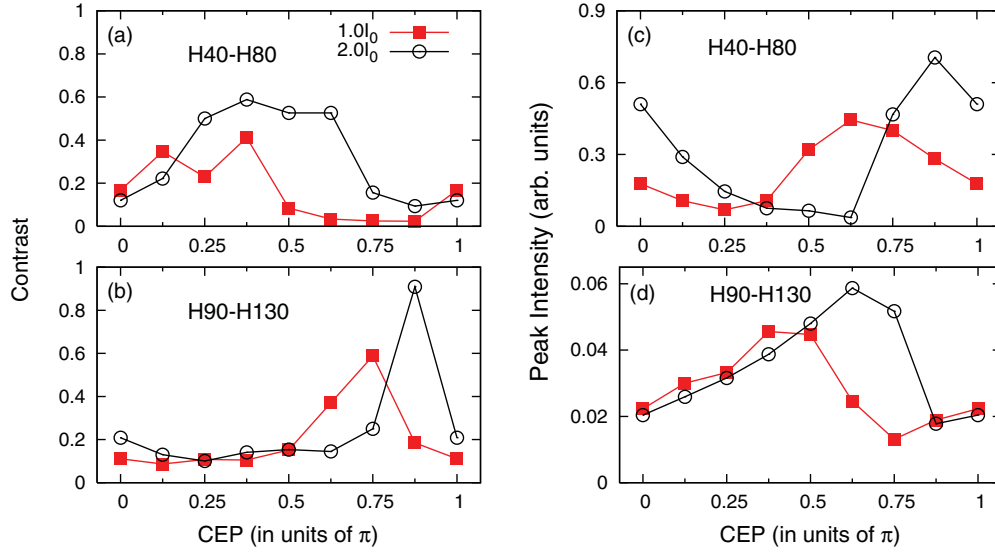 (a)
H40-H80
1.0I0
2.0I0
1
0.8
0.6
0.4
0.2
0
0
0.25
0.5
0.75
1
(b)
H90-H130
1
0.8
0.6
0.4
0.2
0
0
0.25
0.5
0.75
1
Contrast
CEP (in units of π)
(c)
H40-H80
0.9
0.6
0.3
0
0
0.25
0.5
0.75
1
(d)
H90-H130
0.06
0.04
0.02
0
0
0.25
0.5
0.75
1
Peak Intensity (arb. units)
CEP (in units of π)